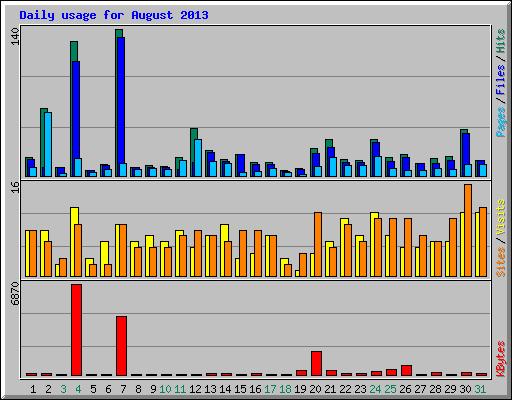 Daily usage for August 2013
140
Pages / Files / Hits
16
Sites / Visits
6870
KBytes
1 2 3 4 5 6 7 8 9 10 11 12 13 14 15 16 17 18 19 20 21 22 23 24 25 26 27 28 29 30 31